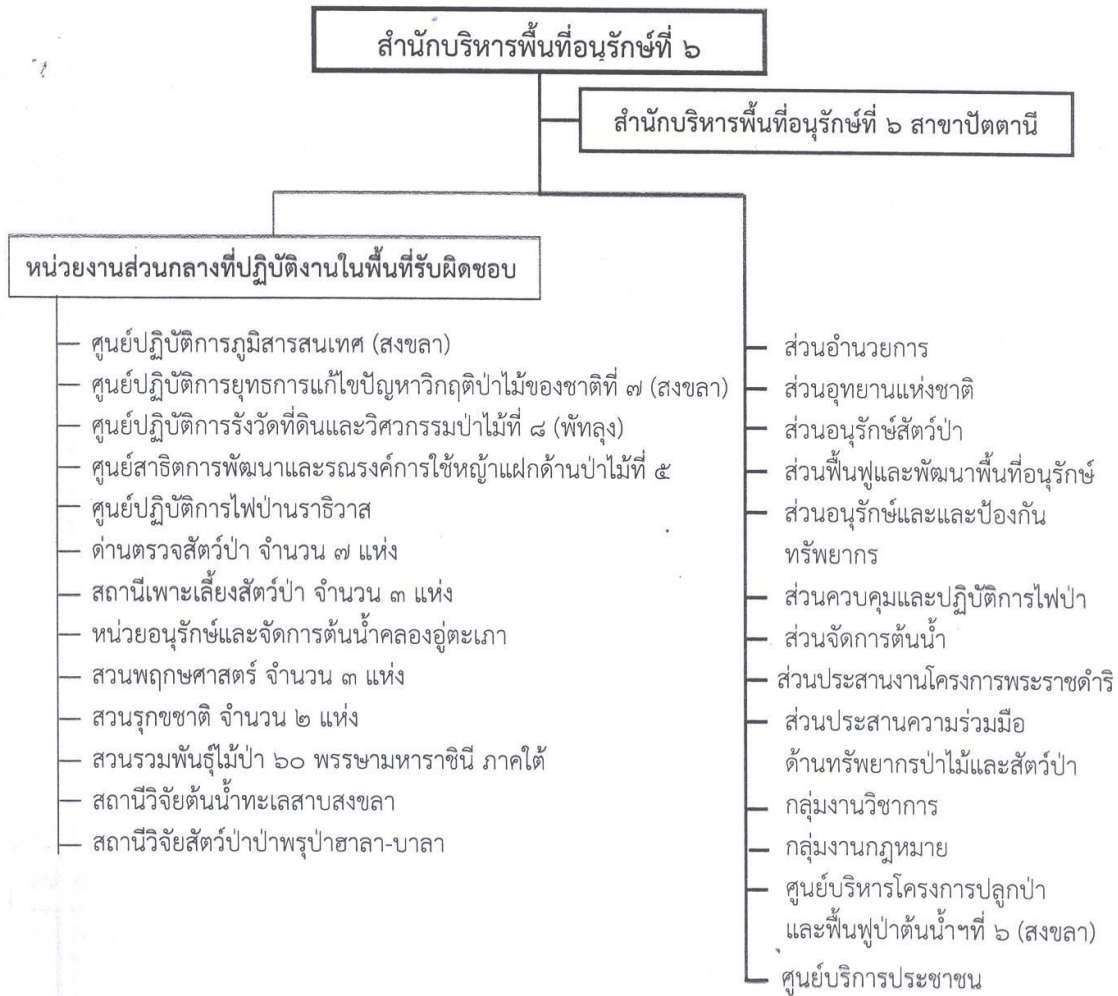 สำนักบริหารพื้นที่อนุรักษ์ที่ ๖
สำนักบริหารพื้นที่อนุรักษ์ที่ ๖ สาขาปัตตานี
หน่วยงานส่วนกลางที่ปฏิบัติงานในพื้นที่รับผิดชอบ
ศูนย์ปฏิบัติการภูมิสารสนเทศ (สงขลา)
ศูนย์ปฏิบัติการยุทธการแก้ไขปัญหาวิกฤติป่าไม้ของชาติที่ ๗ (สงขลา)
ศูนย์ปฏิบัติการรังวัดที่ดินและวิศวกรรมป่าไม้ที่ ๘ (พัทลุง)
ศูนย์สาธิตการพัฒนาและรณรงค์การใช้หญ้าแฝกด้านป่าไม้ที่ ๕
ศูนย์ปฏิบัติการไฟป่านราธิวาส
ด่านตรวจสัตว์ป่า จำนวน ๗ แห่ง
สถานีเพาะเลี้ยงสัตว์ป่า จำนวน ๓ แห่ง
หน่วยอนุรักษ์และจัดการต้นน้ำคลองอู่ตะเภา
สวนพฤกษศาสตร์ จำนวน ๓ แห่ง
สวนรุกขชาติ จำนวน ๒ แห่ง
สวนรวมพันธุ์ไม้ป่า ๖๐ พรรษามหาราชินี ภาคใต้
สถานีวิจัยต้นน้ำทะเลสาบสงขลา
สถานีวิจัยสัตว์ป่าป่าพรุป่าฮาลา-บาลา
ส่วนอำนวยการ
ส่วนอุทยานแห่งชาติ
ส่วนอนุรักษ์สัตว์ป่า
ส่วนฟื้นฟูและพัฒนาพื้นที่อนุรักษ์
ส่วนอนุรักษ์และและป้องกัน
ทรัพยากร
ส่วนควบคุมและปฏิบัติการไฟป่า
ส่วนจัดการต้นน้ำ
ส่วนประสานงานโครงการพระราชดำริ
ส่วนประสานความร่วมมือ
ด้านทรัพยากรป่าไม้และสัตว์ป่า
กลุ่มงานวิชาการ
กลุ่มงานกฎหมาย
ศูนย์บริหารโครงการปลูกป่า
และฟื้นฟูป่าต้นน้ำฯที่ ๖ (สงขลา)
ศูนย์บริการประชาชน